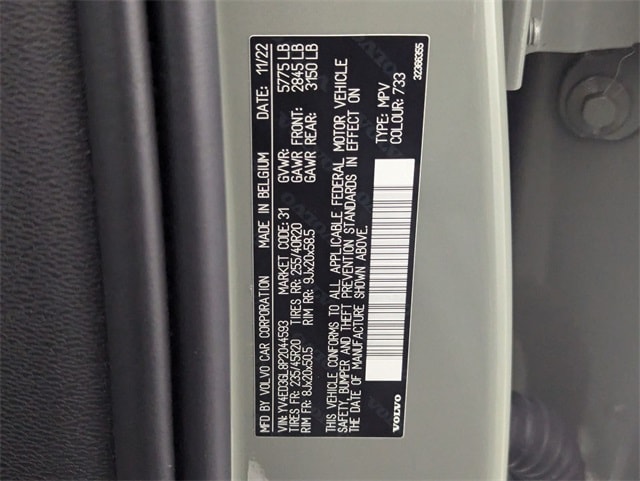 MFD BY VOLVO CAR CORPORATION MADE IN BELGIUM DATE: 11/22
VIN: YV4ED3GL8P2044593 MARKET CODE: 31 GVWR: 5775 LB
TIRES FR: 235/45R20 TIRES RR: 255/40R20 GAWR FRONT: 2845 LB
RIM FR: 8Jx20x50.5 RIM RR: 9Jx20x58.5 GAWR REAR: 3150 LB
THIS VEHICLE CONFORMS TO ALL APPLICABLE FEDERAL MOTOR VEHICLE
SAFETY, BUMPER AND THEFT PREVENTION STANDARDS IN EFFECT ON
THE DATE OF MANUFACTURE SHOWN ABOVE.
TYPE: MPV
COLOUR: 733
VOLVO
32366355